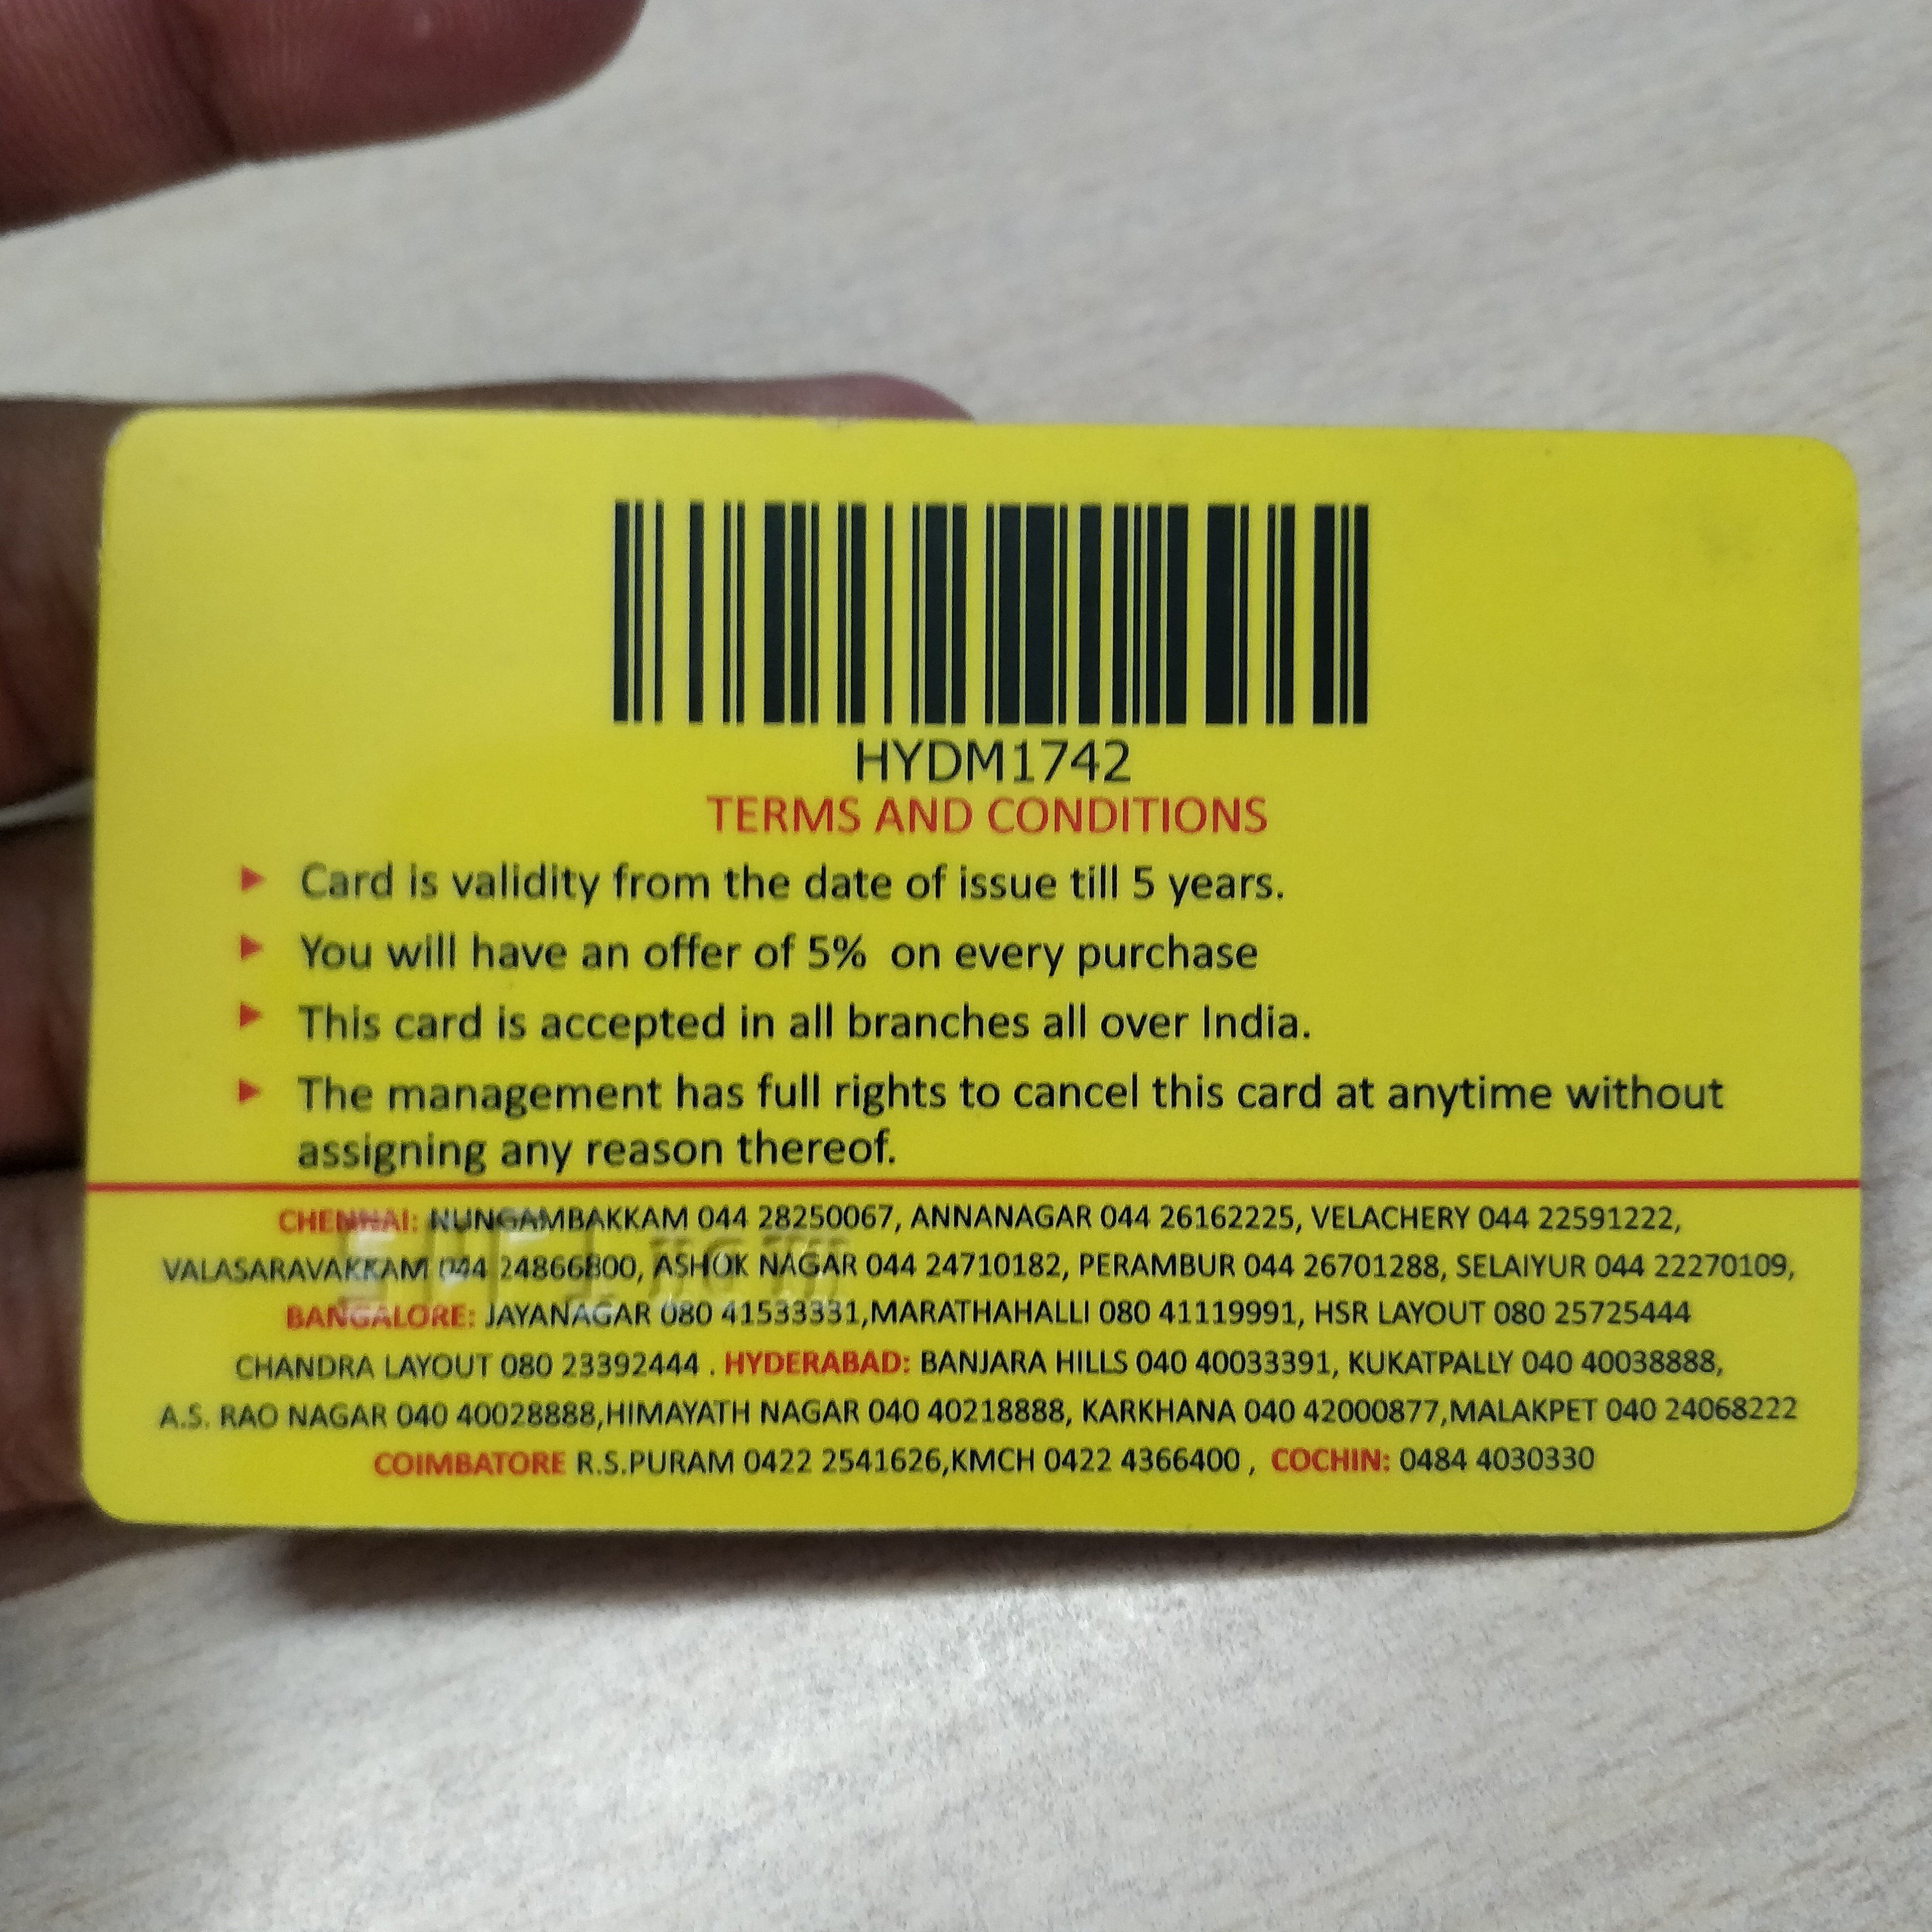 HYDM1742
TERMS AND CONDITIONS
Card is validity from the date of issue till 5 years.
You will have an offer of 5% on every purchase
This card is accepted in all branches all over India.
The management has full rights to cancel this card at anytime without
assigning any reason thereof.
CHENNAI: NUNGAMBAKKAM 044 28250067, ANNANAGAR 044 26162225, VELACHERY 044 22591222,
VALASARAVAKKAM 044 24866800, ASHOK NAGAR 044 24710182, PERAMBUR 044 26701288, SELAIYUR 044 22270109,
BANGALORE: JAYANAGAR 080 41533331,MARATHAHALLI 080 41119991, HSR LAYOUT 080 25725444
CHANDRA LAYOUT 080 23392444 . HYDERABAD: BANJARA HILLS 040 40033391, KUKATPALLY 040 40038888,
A.S. RAO NAGAR 040 40028888,HIMAYATH NAGAR 040 40218888, KARKHANA 040 42000877,MALAKPET 040 24068222
COIMBATORE R.S.PURAM 0422 2541626,KMCH 0422 4366400 , COCHIN: 0484 4030330